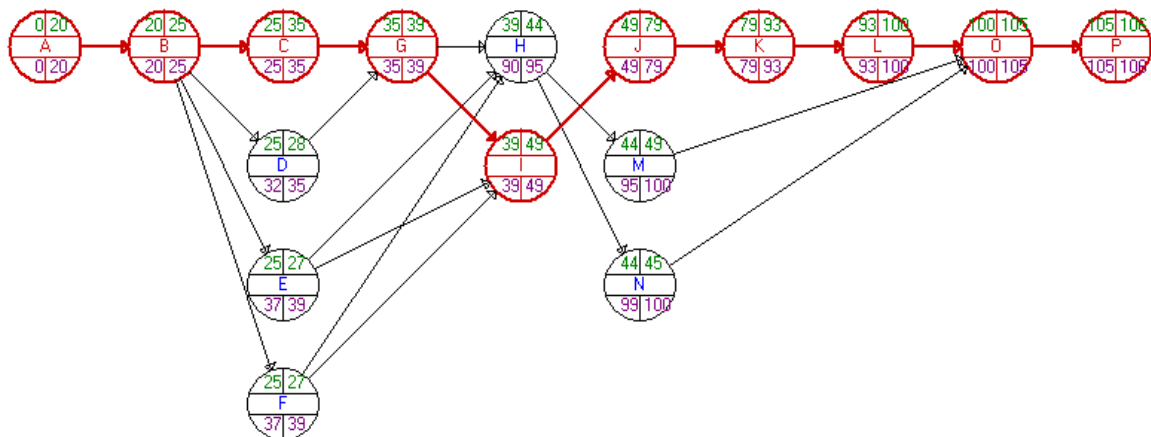 0 20
A
0 20
20 25
B
20 25
25 35
C
25 35
35 39
G
35 39
39 44
H
90 95
49 79
J
49 79
79 93
K
79 93
93 100
L
93 100
100 105
O
100 105
105 106
P
105 106
25 28
D
32 35
39 49
I
39 49
44 49
M
95 100
25 27
E
37 39
44 45
N
99 100
25 27
F
37 39